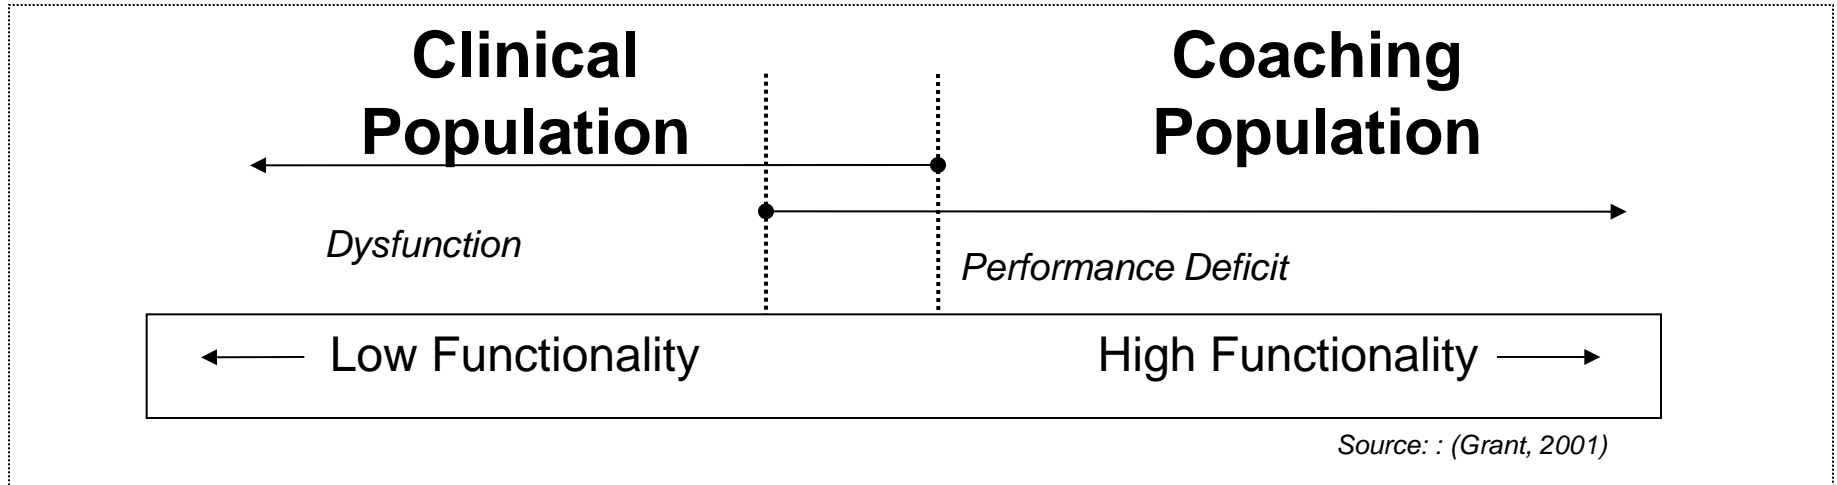 Clinical
Population
Coaching
Population
Dysfunction
Performance Deficit
Low Functionality
High Functionality
Source: : (Grant, 2001)